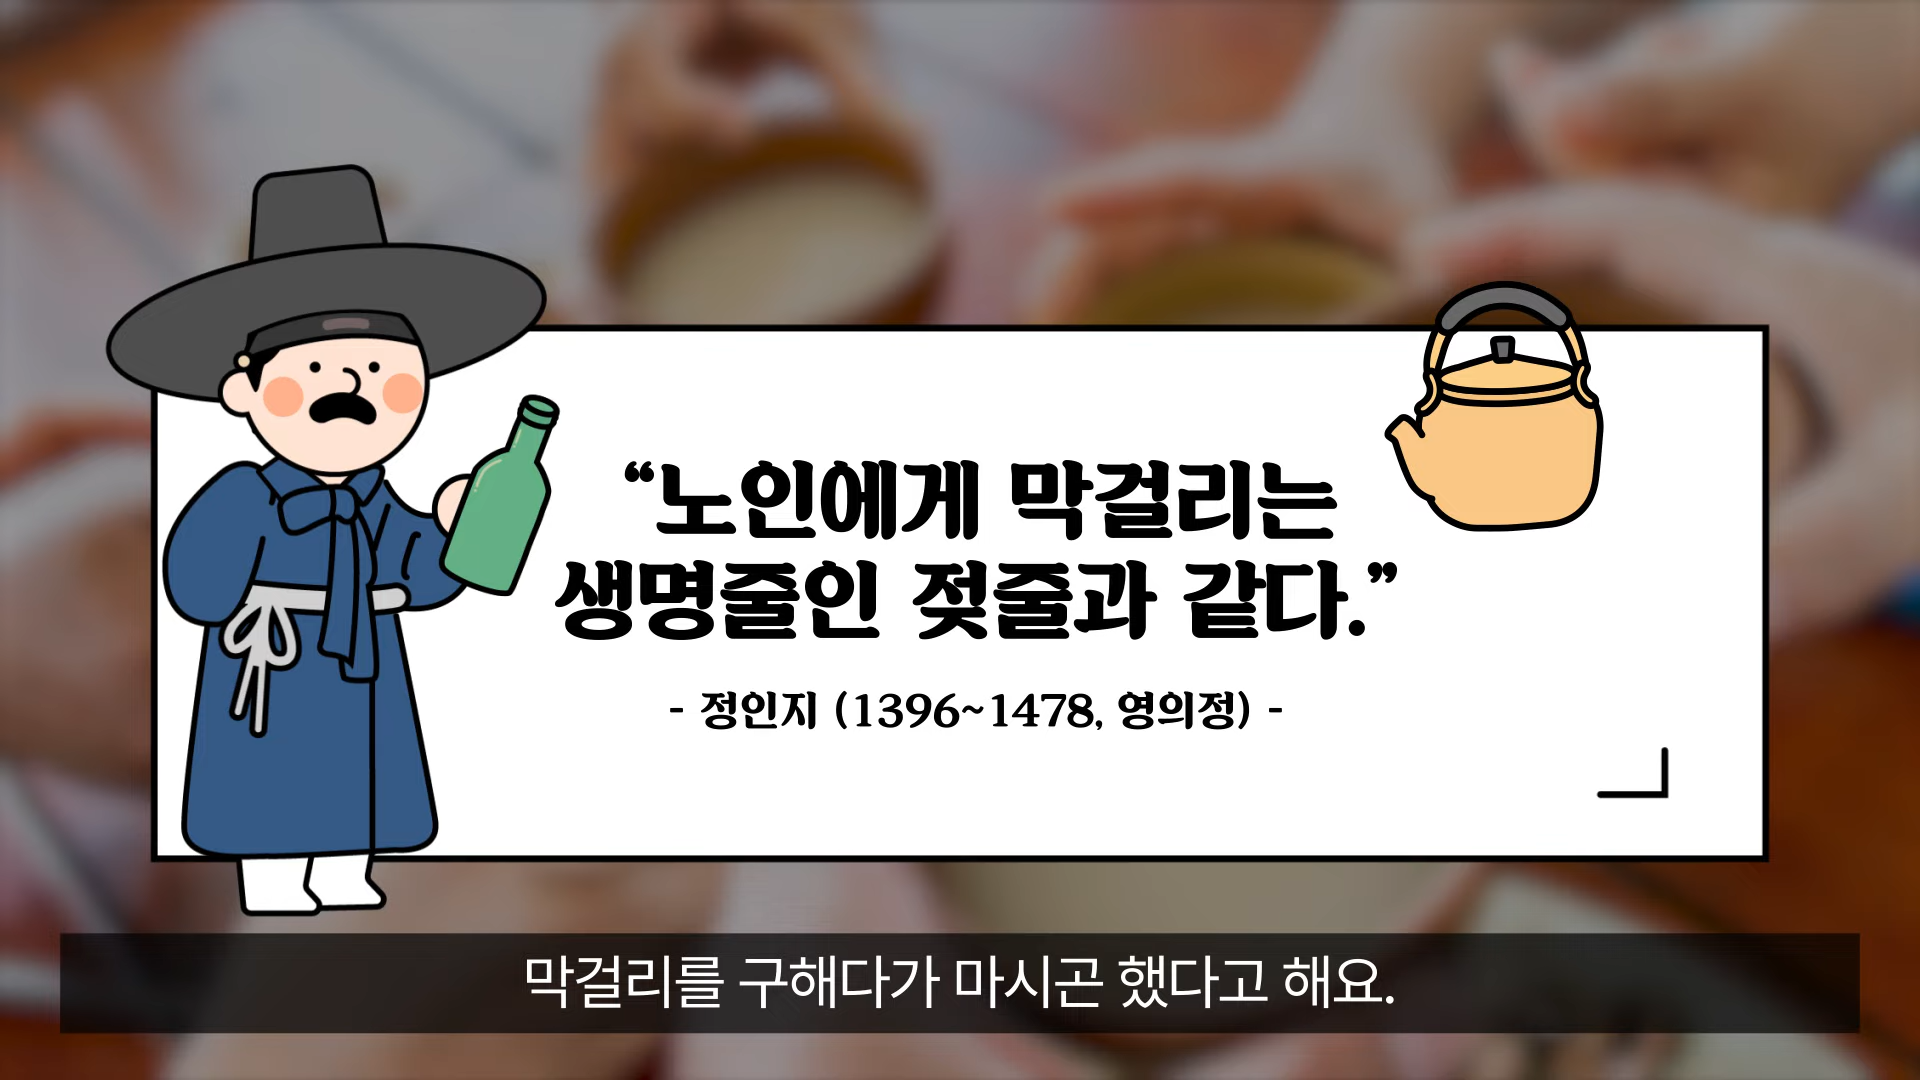 “노인에게 막걸리는
생명줄인 젖줄과 같다.”
- 정인지 (1396~1478, 영의정) -
막걸리를 구해다가 마시곤 했다고 해요.